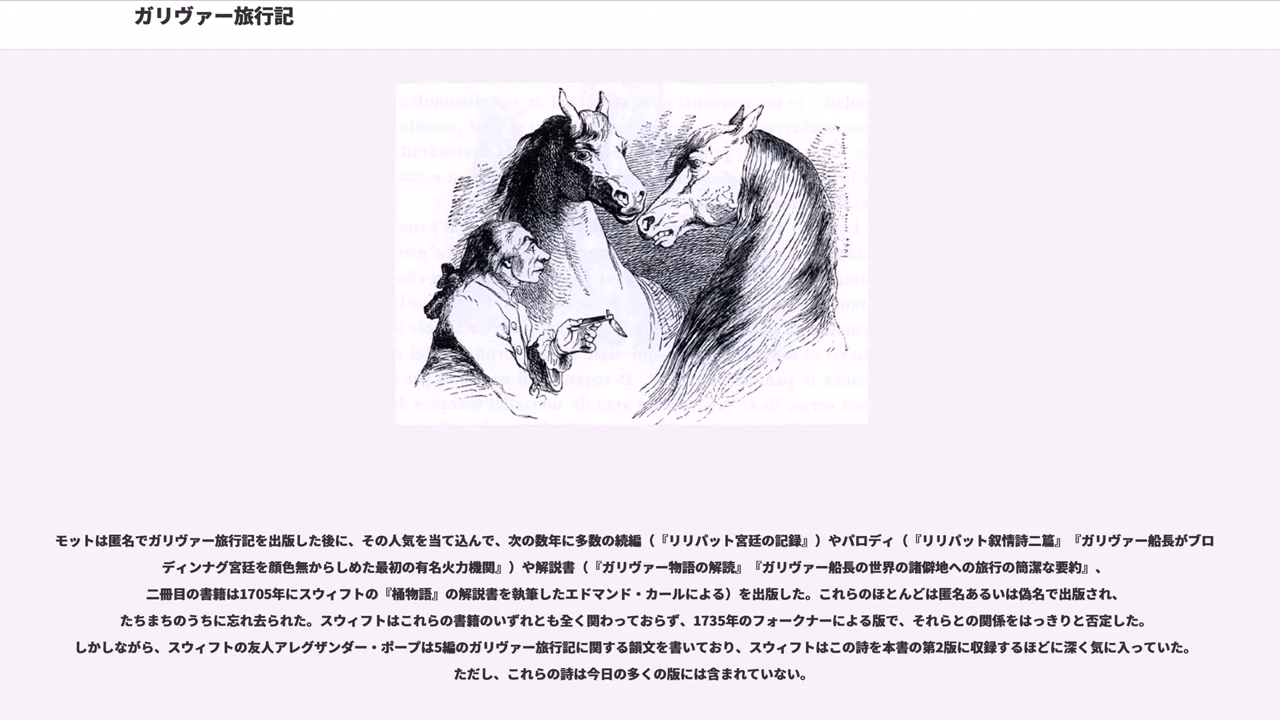 ガリヴァー旅行記
モットは匿名でガリヴァー旅行記を出版した後に、その人気を当て込んで、次の数年に多数の続編（『リリパット宮廷の記録』）やパロディ（『リリパット叙情詩二篇』『ガリヴァー船長がブロ
ディンナグ宮廷を顔色無からしめた最初の有名火力機関』）や解説書（『ガリヴァー物語の解読』『ガリヴァー船長の世界の諸僻地への旅行の簡潔な要約』、
二冊目の書籍は1705年にスウィフトの『桶物語』の解説書を執筆したエドマンド・カールによる）を出版した。これらのほとんどは匿名あるいは偽名で出版され、
たちまちのうちに忘れ去られた。スウィフトはこれらの書籍のいずれとも全く関わっておらず、1735年のフォークナーによる版で、それらとの関係をはっきりと否定した。
しかしながら、スウィフトの友人アレグザンダー・ポープは5編のガリヴァー旅行記に関する韻文を書いており、スウィフトはこの詩を本書の第2版に収録するほどに深く気に入っていた。
ただし、これらの詩は今日の多くの版には含まれていない。